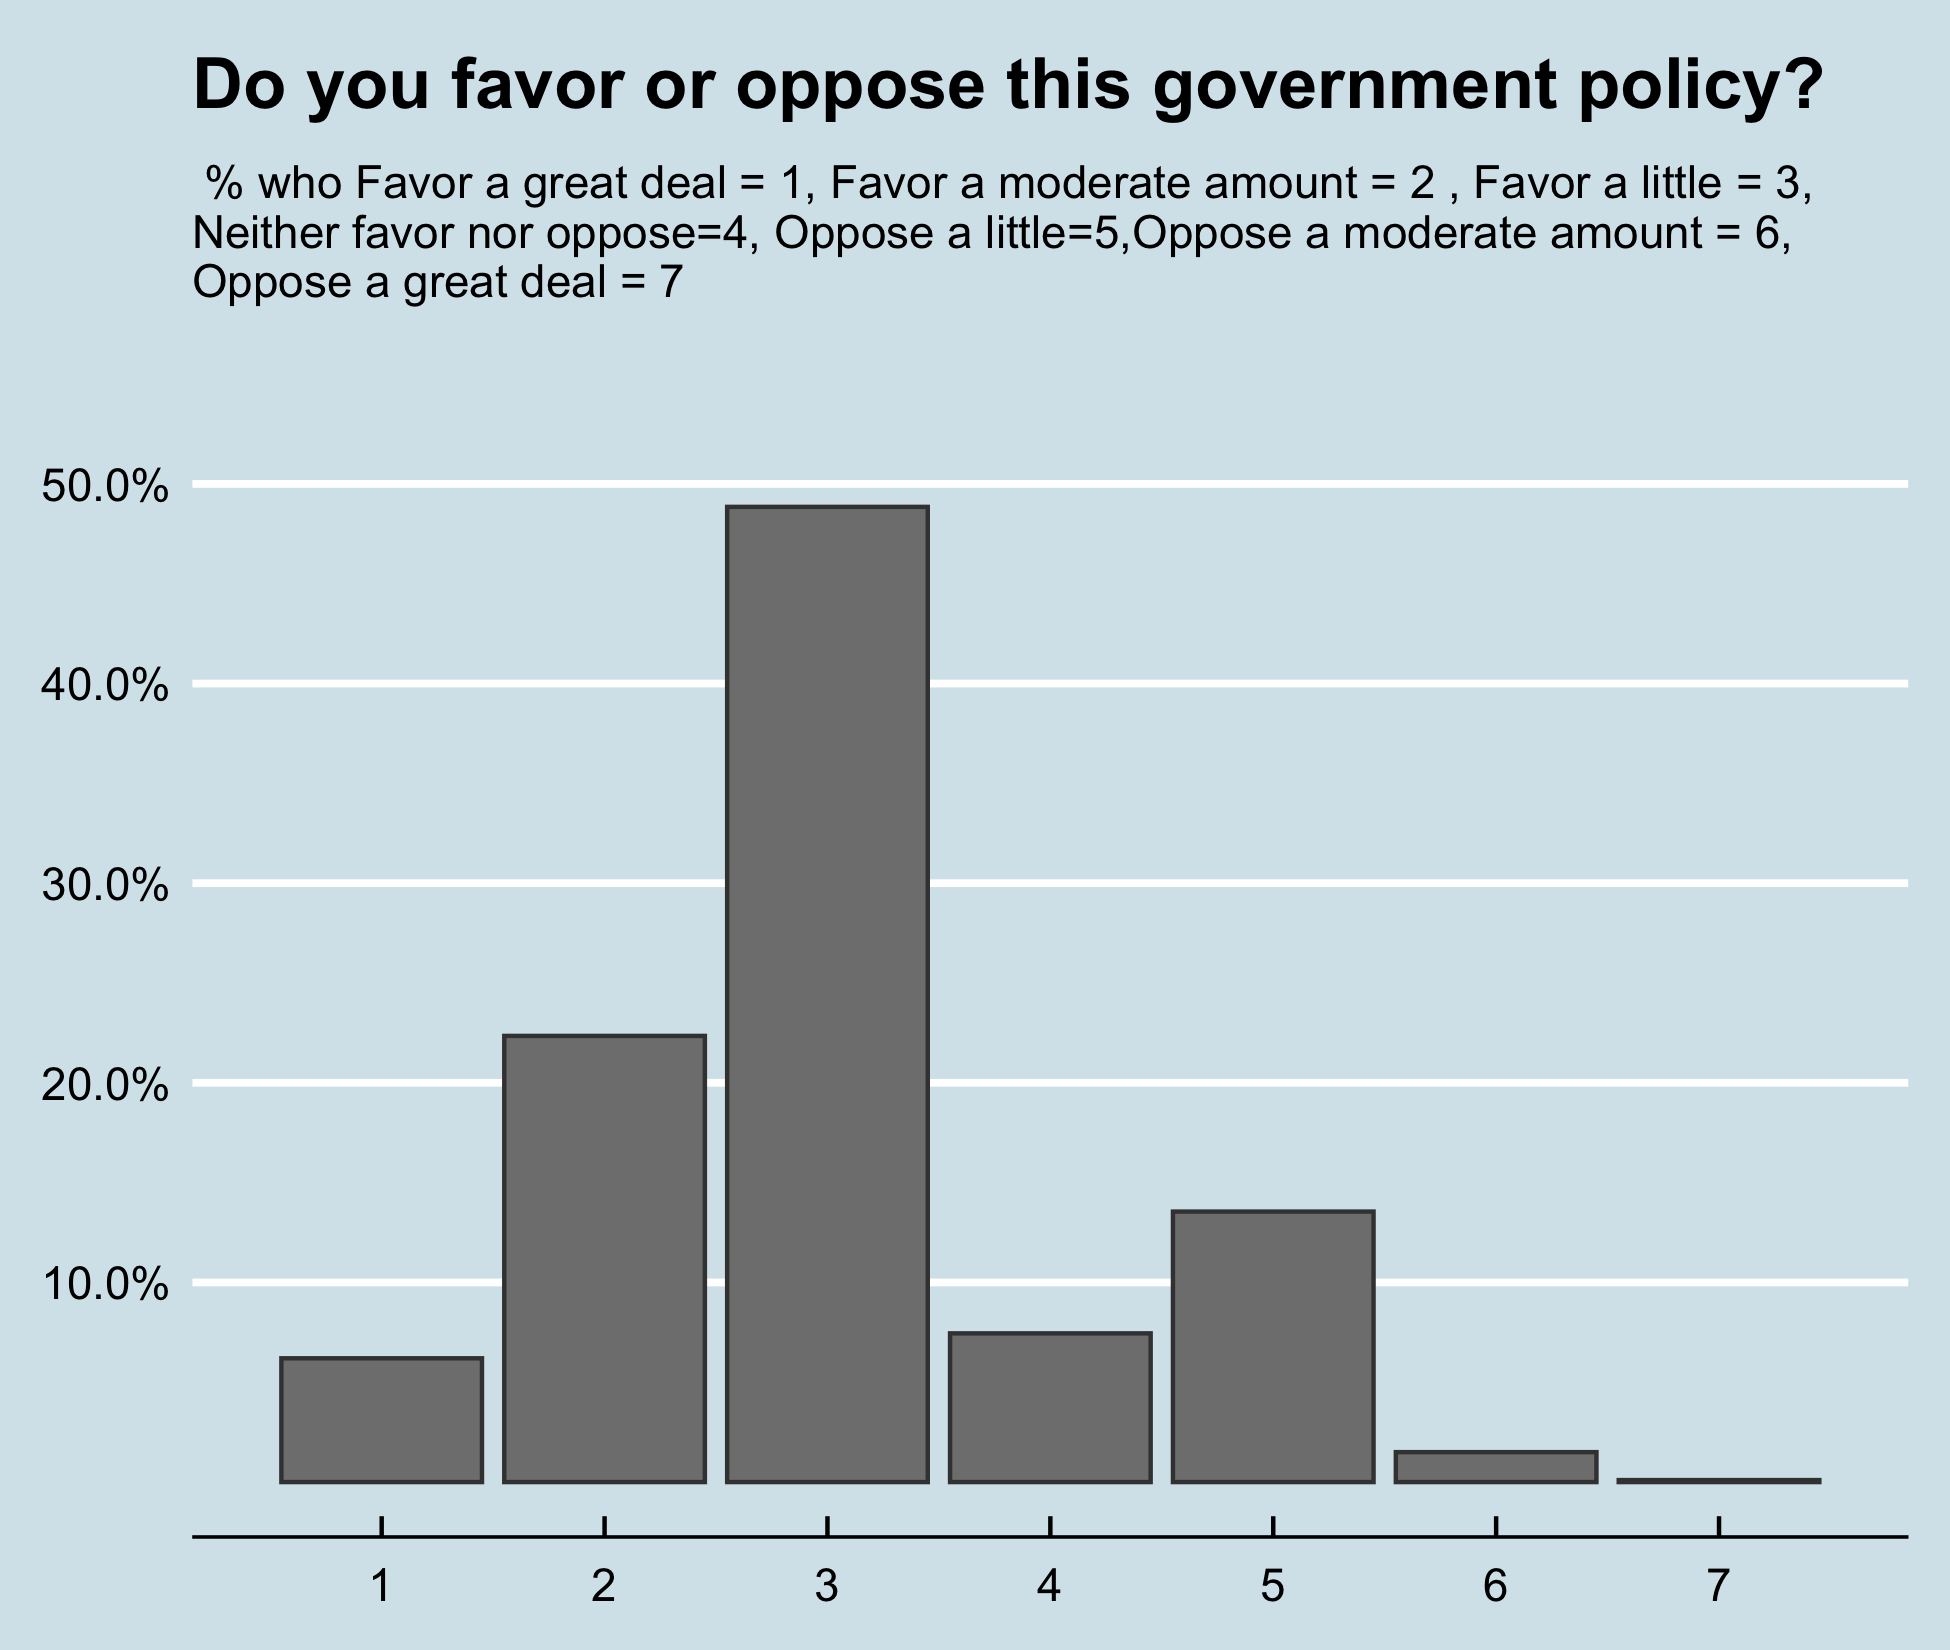 Do you favor or oppose this government policy?
% who Favor a great deal = 1, Favor a moderate amount = 2 , Favor a little = 3,
Neither favor nor oppose=4, Oppose a little=5,Oppose a moderate amount = 6,
Oppose a great deal = 7
50.0%
40.0%
30.0%
20.0%
10.0%
1 2 3 4 5 6 7